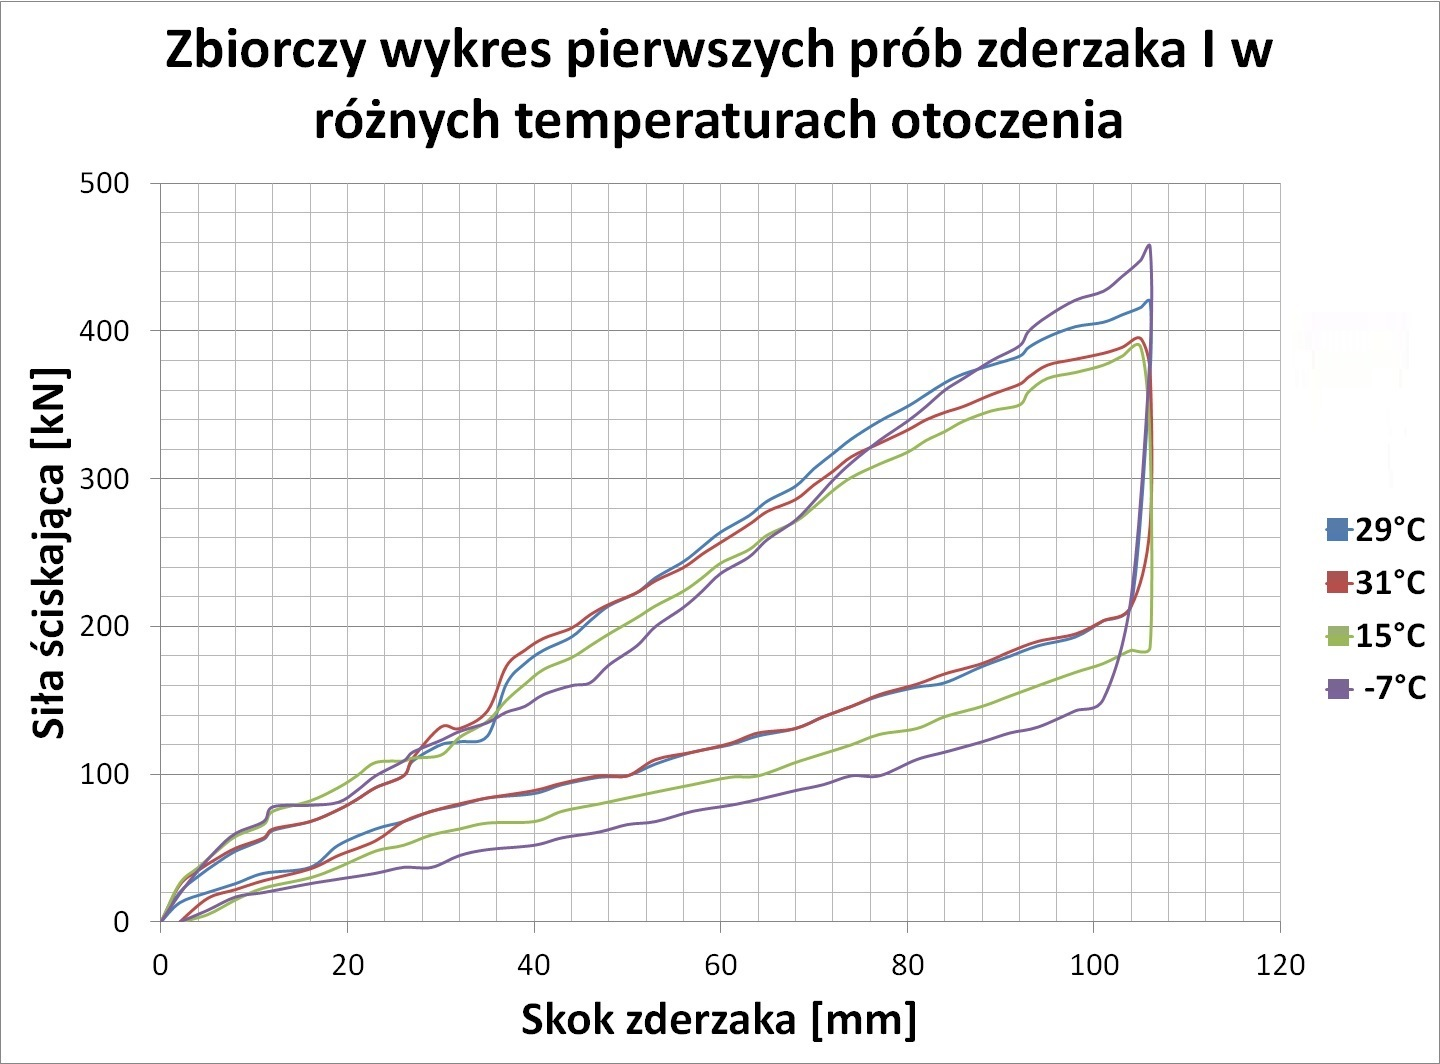 Zbiorczy wykres pierwszych prób zderzaka I w
różnych temperaturach otoczenia
Siła ściskająca [kN]
500
400
300
200
100
0
0 20 40 60 80 100 120
Skok zderzaka [mm]
29°C
31°C
15°C
-7°C